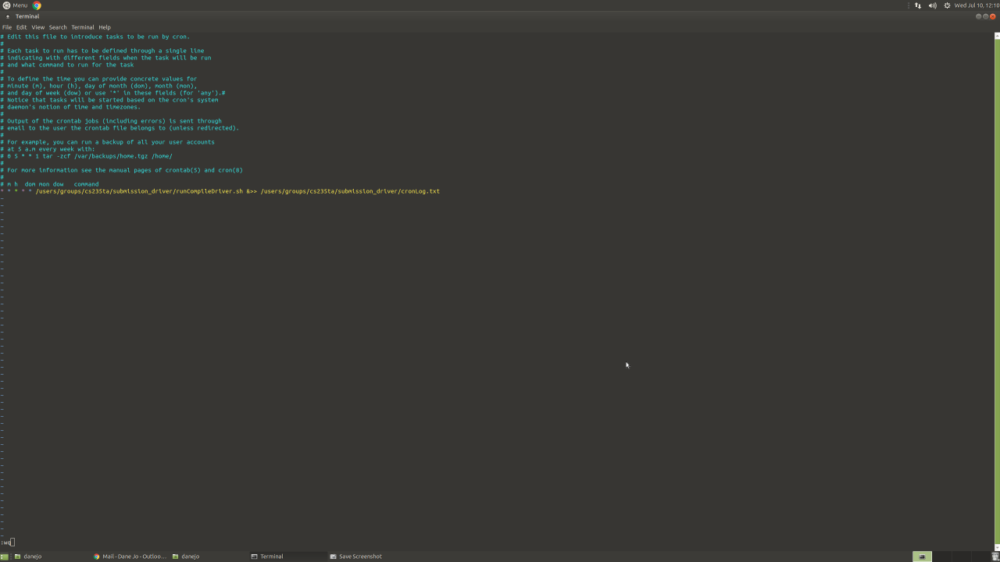 Menu
Wed Jul 10, 12:10
Terminal
File Edit View Search Terminal Help
# Edit this file to introduce tasks to be run by cron.
#
# Each task to run has to be defined through a single line
# indicating with different fields when the task will be run
# and what command to run for the task
#
# To define the time you can provide concrete values for
# minute (m), hour (h), day of month (dom), month (mon),
# and day of week (dow) or use '*' in these fields (for 'any').#
# Notice that tasks will be started based on the cron's system
# daemon's notion of time and timezones.
#
# Output of the crontab jobs (including errors) is sent through
# email to the user the crontab file belongs to (unless redirected).
#
# For example, you can run a backup of all your user accounts
# at 5 a.m every week with:
# 0 5 * * 1 tar -zcf /var/backups/home.tgz /home/
#
# For more information see the manual pages of crontab(5) and cron(8)
#
# m h  dom mon dow   command
* * * * * /users/groups/cs235ta/submission_driver/runCompileDriver.sh &>> /users/groups/cs235ta/submission_driver/cronLog.txt
:wq
danejo
Mail - Dane Jo - Outloo...
danejo
Terminal
Save Screenshot